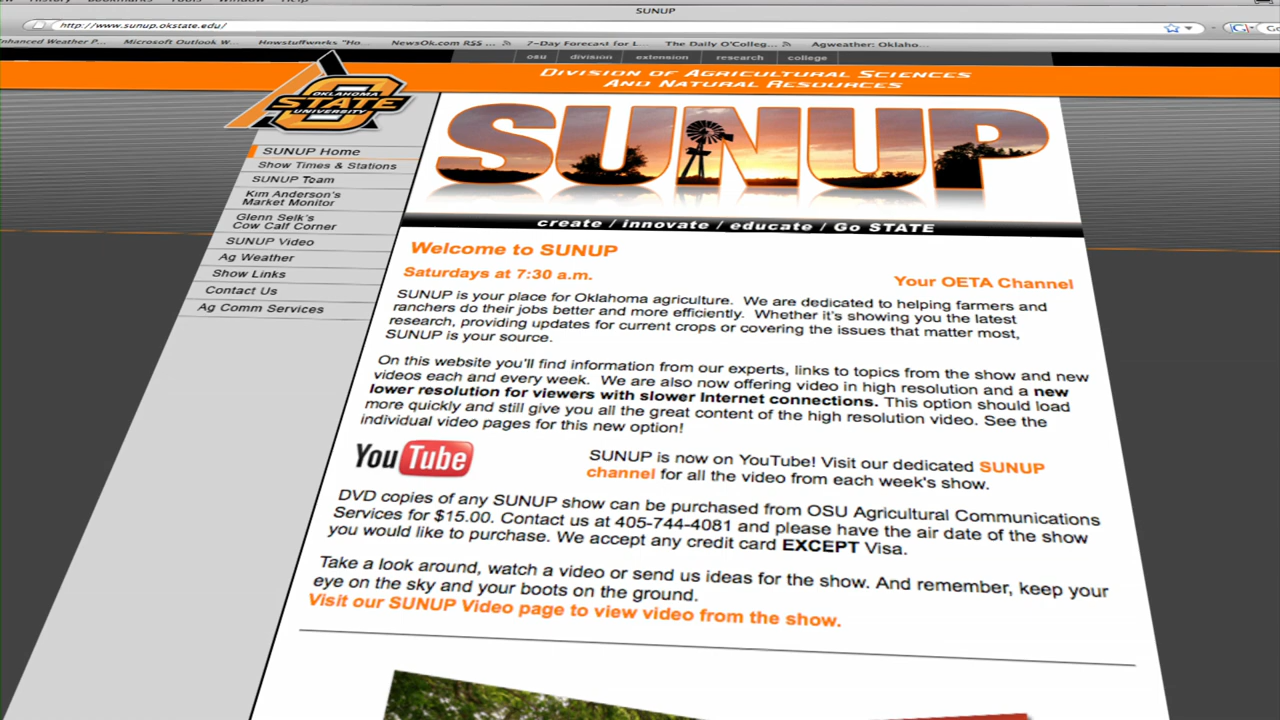 History Bookmarks Tools Window Help
SUNUP
http://www.sunup.okstate.edu/
Enhanced Weather P... Microsoft Outlook W... Howstuffworks "Ho... NewsOk.com RSS ... 7-Day Forecast for L... The Daily O'Colleg... Agweather: Oklaho...
osu division extension research college
Division of Agricultural Sciences
And Natural Resources
OKLAHOMA
STATE
UNIVERSITY
SUNUP
create / innovate / educate / Go STATE
SUNUP Home
Show Times & Stations
SUNUP Team
Kim Anderson's
Market Monitor
Glenn Selk's
Cow Calf Corner
SUNUP Video
Ag Weather
Show Links
Contact Us
Ag Comm Services
Welcome to SUNUP
Saturdays at 7:30 a.m.
Your OETA Channel
SUNUP is your place for Oklahoma agriculture. We are dedicated to helping farmers and
ranchers do their jobs better and more efficiently. Whether it's showing you the latest
research, providing updates for current crops or covering the issues that matter most,
SUNUP is your source.
On this website you'll find information from our experts, links to topics from the show and new
videos each and every week. We are also now offering video in high resolution and a new
lower resolution for viewers with slower Internet connections. This option should load
more quickly and still give you all the great content of the high resolution video. See the
individual video pages for this new option!
YouTube
SUNUP is now on YouTube! Visit our dedicated SUNUP
channel for all the video from each week's show.
DVD copies of any SUNUP show can be purchased from OSU Agricultural Communications
Services for $15.00. Contact us at 405-744-4081 and please have the air date of the show
you would like to purchase. We accept any credit card EXCEPT Visa.
Take a look around, watch a video or send us ideas for the show. And remember, keep your
eye on the sky and your boots on the ground.
Visit our SUNUP Video page to view video from the show.